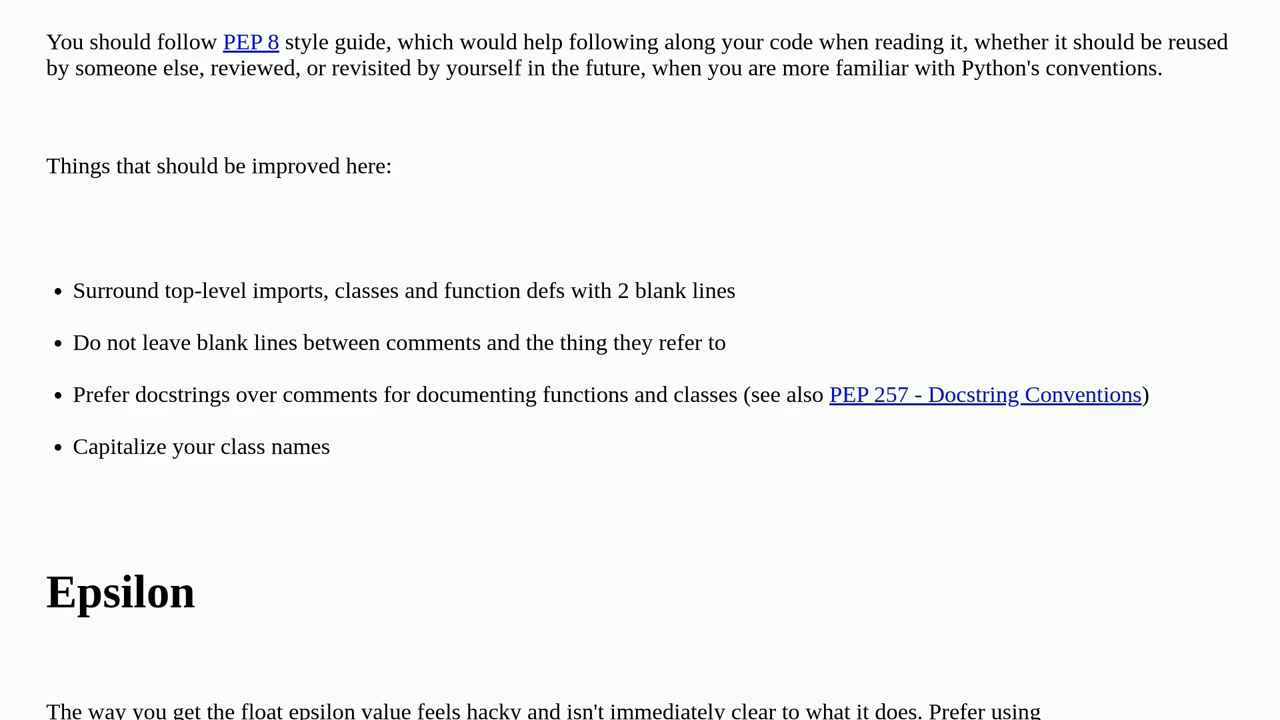 You should follow PEP 8 style guide, which would help following along your code when reading it, whether it should be reused
by someone else, reviewed, or revisited by yourself in the future, when you are more familiar with Python's conventions.
Things that should be improved here:
• Surround top-level imports, classes and function defs with 2 blank lines
• Do not leave blank lines between comments and the thing they refer to
• Prefer docstrings over comments for documenting functions and classes (see also PEP 257 - Docstring Conventions)
• Capitalize your class names
Epsilon
The way you get the float epsilon value feels hacky and isn't immediately clear to what it does. Prefer using